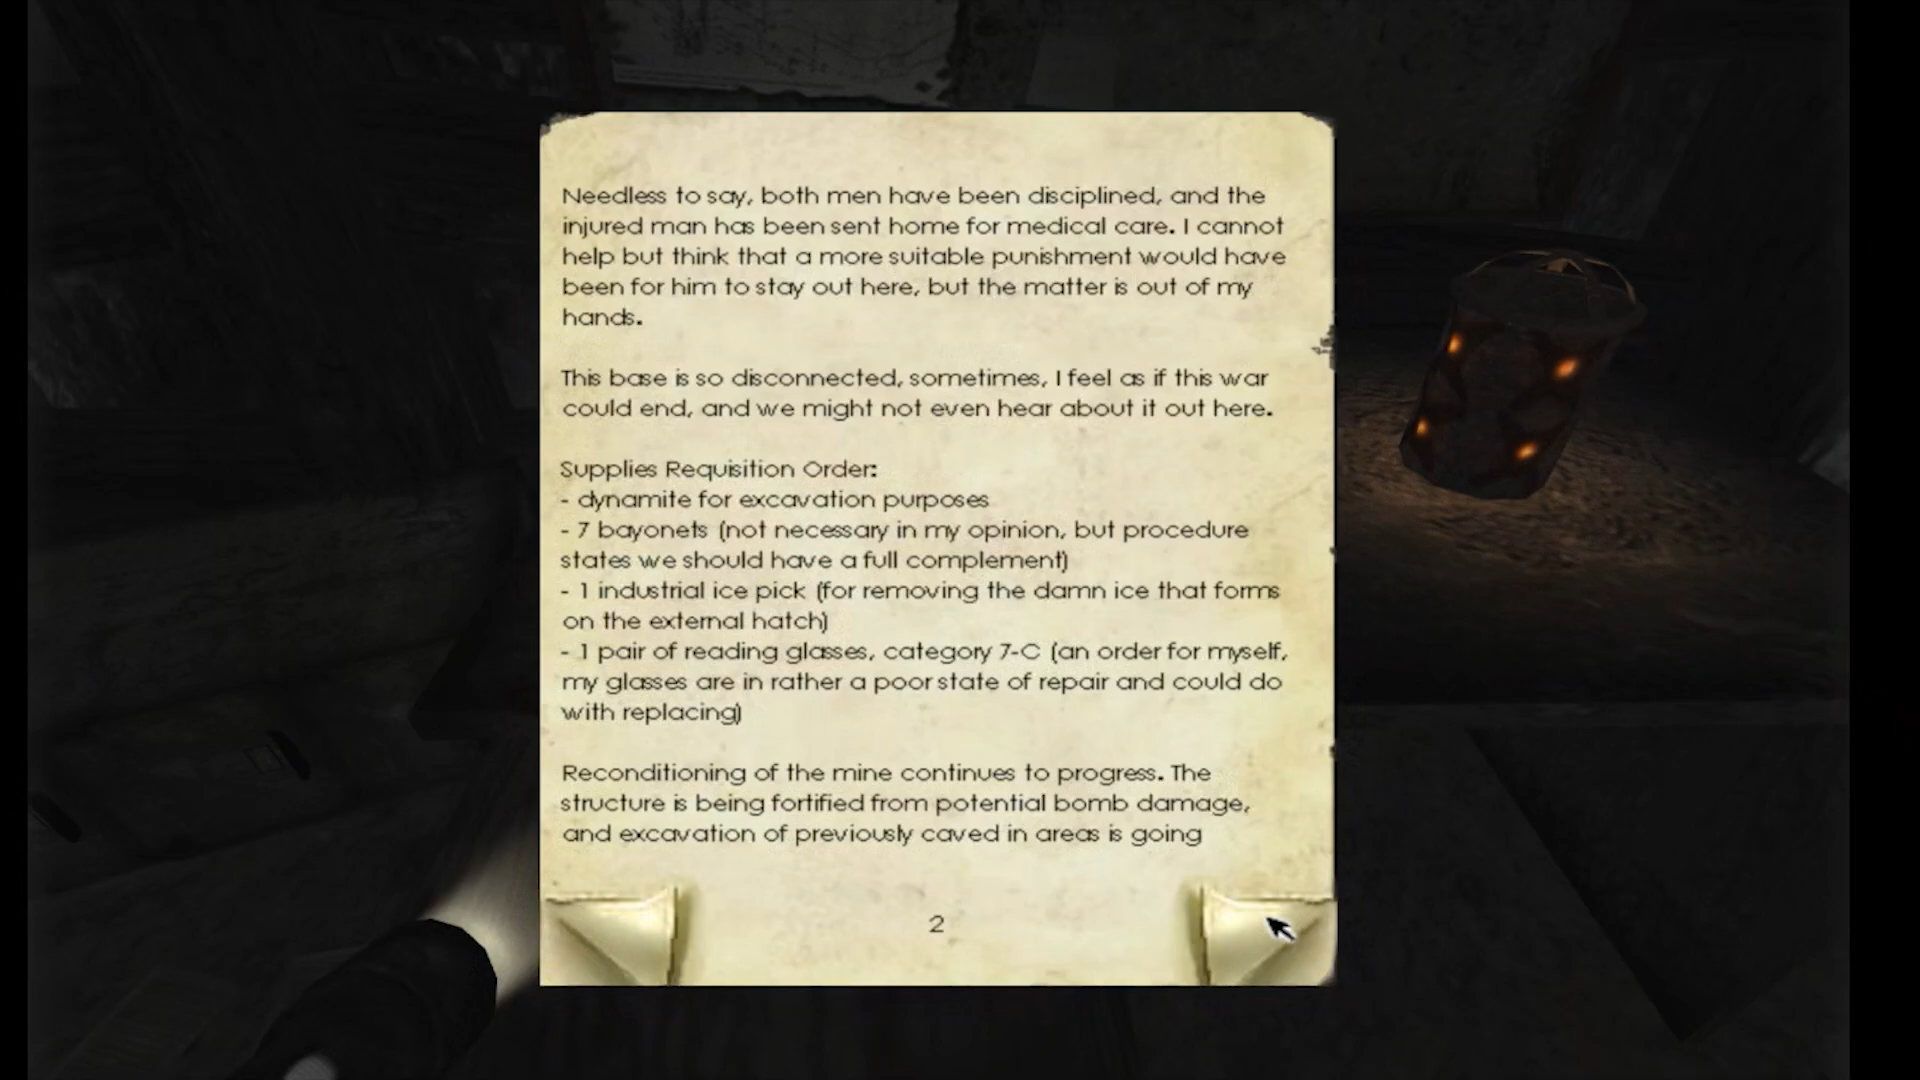 Needless to say, both men have been disciplined, and the
injured man has been sent home for medical care. I cannot
help but think that a more suitable punishment would have
been for him to stay out here, but the matter is out of my
hands.
This base is so disconnected, sometimes, I feel as if this war
could end, and we might not even hear about it out here.
Supplies Requisition Order:
- dynamite for excavation purposes
- 7 bayonets (not necessary in my opinion, but procedure
states we should have a full complement)
- 1 industrial ice pick (for removing the damn ice that forms
on the external hatch)
- 1 pair of reading glasses, category 7-C (an order for myself,
my glasses are in rather a poor state of repair and could do
with replacing)
Reconditioning of the mine continues to progress. The
structure is being fortified from potential bomb damage,
and excavation of previously caved in areas is going
2